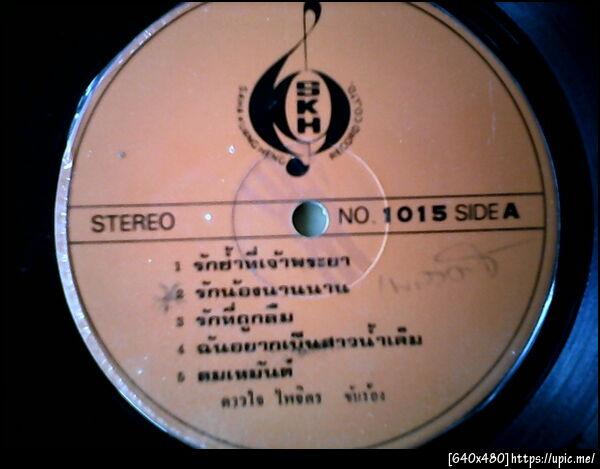 SKH
SAHA KUANG HENG RECORD CO.,LTD.
STEREO NO. 1015 SIDE A
1 รักย้ำที่เจ้าพระยา
2 รักน้องนานนาน
3 รักที่ถูกลืม
4 ฉันอยากเป็นสาวน้ำเค็ม
5 ลมเหมันต์
ดวงใจ ไพจิตร ขับร้อง
[640x480]https://upic.me/